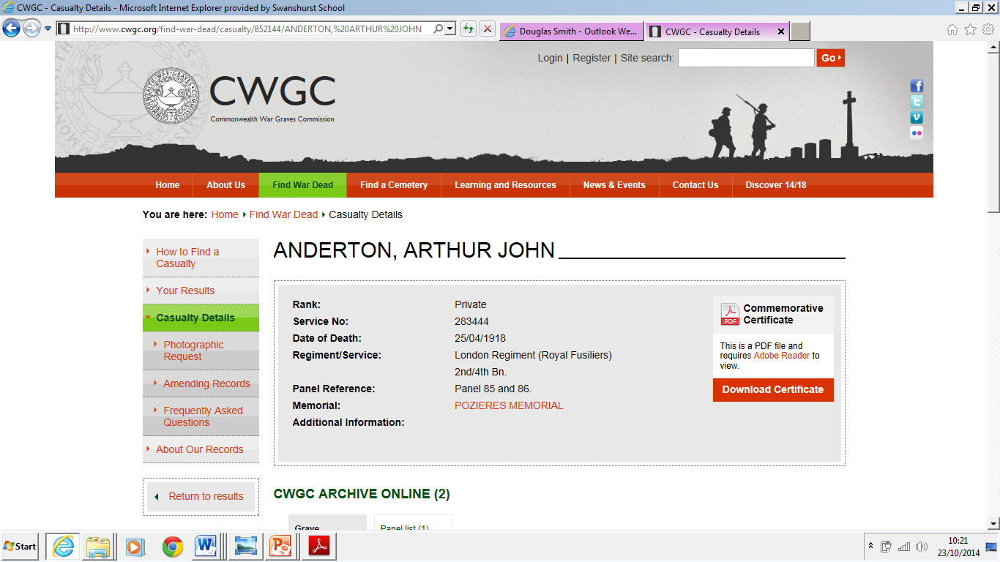 CWGC - Casualty Details - Microsoft Internet Explorer provided by Swanshurst School
http://www.cwgc.org/find-war-dead/casualty/852144/ANDERTON,%20ARTHUR%20JOHN
Douglas Smith - Outlook We...
CWGC - Casualty Details
Login | Register | Site search:
Go
CWGC
Commonwealth War Graves Commission
Home
About Us
Find War Dead
Find a Cemetery
Learning and Resources
News & Events
Contact Us
Discover 14/18
You are here: Home Find War Dead Casualty Details
How to Find a
Casualty
Your Results
Casualty Details
Photographic
Request
Amending Records
Frequently Asked
Questions
About Our Records
Return to results
ANDERTON, ARTHUR JOHN
Rank: Private
Service No: 283444
Date of Death: 25/04/1918
Regiment/Service: London Regiment (Royal Fusiliers)
2nd/4th Bn.
Panel Reference: Panel 85 and 86.
Memorial: POZIERES MEMORIAL
Additional Information:
PDF
Commemorative
Certificate
This is a PDF file and
requires Adobe Reader to
view.
Download Certificate
CWGC ARCHIVE ONLINE (2)
Grave
Panel list (1)
Start
10:21
23/10/2014